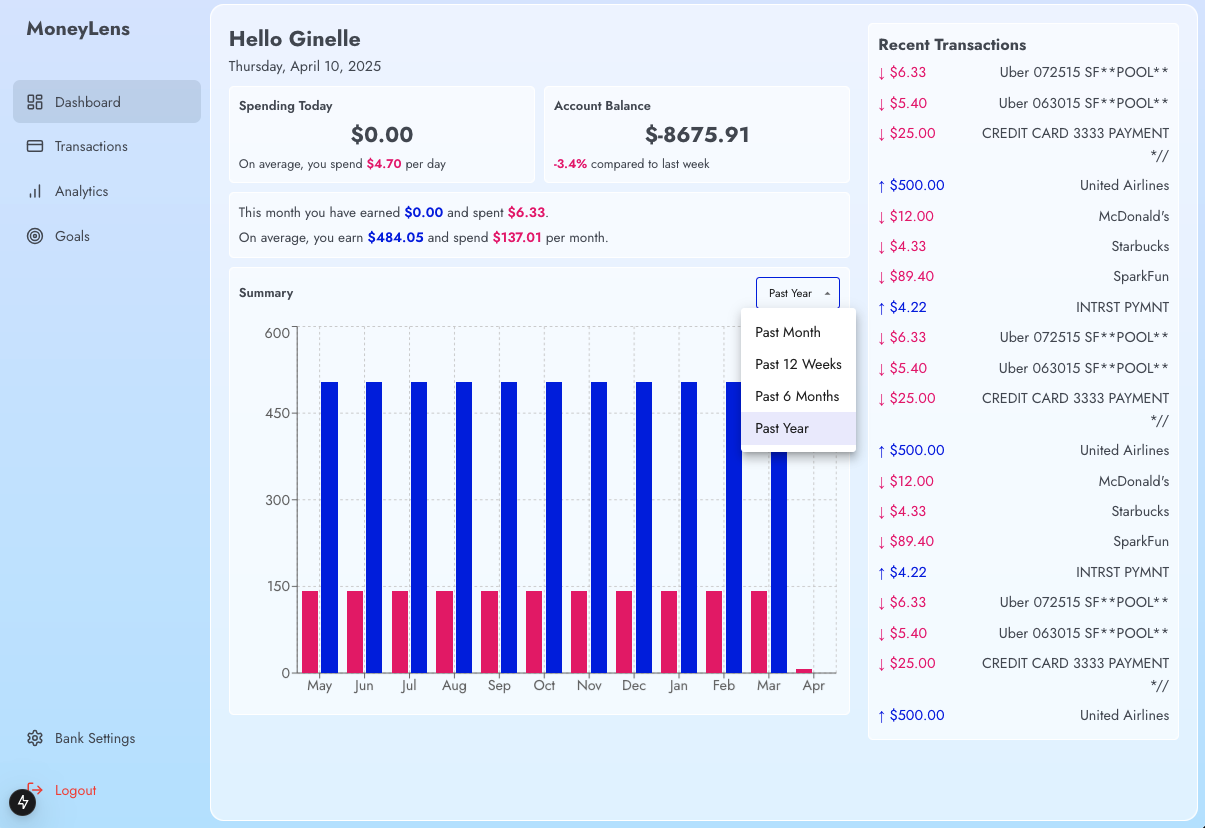 MoneyLens
Dashboard
Transactions
Analytics
Goals
Bank Settings
Logout
Hello Ginelle
Thursday, April 10, 2025
Spending Today
$0.00
On average, you spend $4.70 per day
Account Balance
$-8675.91
-3.4% compared to last week
This month you have earned $0.00 and spent $6.33.
On average, you earn $484.05 and spend $137.01 per month.
Summary
Past Year
Past Month
Past 12 Weeks
Past 6 Months
Past Year
600
450
300
150
0
May Jun Jul Aug Sep Oct Nov Dec Jan Feb Mar Apr
Recent Transactions
↓ $6.33 Uber 072515 SF**POOL**
↓ $5.40 Uber 063015 SF**POOL**
↓ $25.00 CREDIT CARD 3333 PAYMENT
*//
↑ $500.00 United Airlines
↓ $12.00 McDonald's
↓ $4.33 Starbucks
↓ $89.40 SparkFun
↑ $4.22 INTRST PYMNT
↓ $6.33 Uber 072515 SF**POOL**
↓ $5.40 Uber 063015 SF**POOL**
↓ $25.00 CREDIT CARD 3333 PAYMENT
*//
↑ $500.00 United Airlines
↓ $12.00 McDonald's
↓ $4.33 Starbucks
↓ $89.40 SparkFun
↑ $4.22 INTRST PYMNT
↓ $6.33 Uber 072515 SF**POOL**
↓ $5.40 Uber 063015 SF**POOL**
↓ $25.00 CREDIT CARD 3333 PAYMENT
*//
↑ $500.00 United Airlines